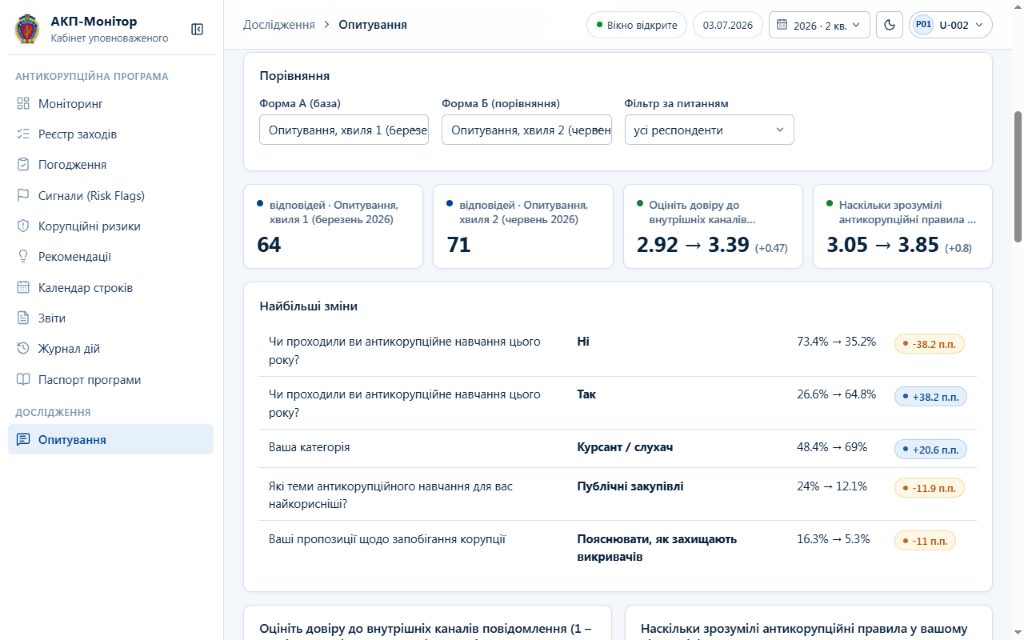 АКП-Монітор
Кабінет уповноваженого
Дослідження > Опитування
Вікно відкрите
03.07.2026
2026 · 2 кв.
P01
U-002
АНТИКОРУПЦІЙНА ПРОГРАМА
Моніторинг
Реєстр заходів
Погодження
Сигнали (Risk Flags)
Корупційні ризики
Рекомендації
Календар строків
Звіти
Журнал дій
Паспорт програми
ДОСЛІДЖЕННЯ
Опитування
Порівняння
Форма А (база)
Форма Б (порівняння)
Фільтр за питанням
Опитування, хвиля 1 (березе
Опитування, хвиля 2 (червен
усі респонденти
відповідей · Опитування,
хвиля 1 (березень 2026)
64
відповідей · Опитування,
хвиля 2 (червень 2026)
71
Оцініть довіру до
внутрішніх каналів...
2.92 → 3.39 (+0.47)
Наскільки зрозумілі
антикорупційні правила ...
3.05 → 3.85 (+0.8)
Найбільші зміни
Чи проходили ви антикорупційне навчання цього
року?
Ні
73.4% → 35.2%
-38.2 п.п.
Чи проходили ви антикорупційне навчання цього
року?
Так
26.6% → 64.8%
+38.2 п.п.
Ваша категорія
Курсант / слухач
48.4% → 69%
+20.6 п.п.
Які теми антикорупційного навчання для вас
найкорисніші?
Публічні закупівлі
24% → 12.1%
-11.9 п.п.
Ваші пропозиції щодо запобігання корупції
Пояснювати, як захищають
викривачів
16.3% → 5.3%
-11 п.п.
Оцініть довіру до внутрішніх каналів повідомлення (1 –
Наскільки зрозумілі антикорупційні правила у вашому